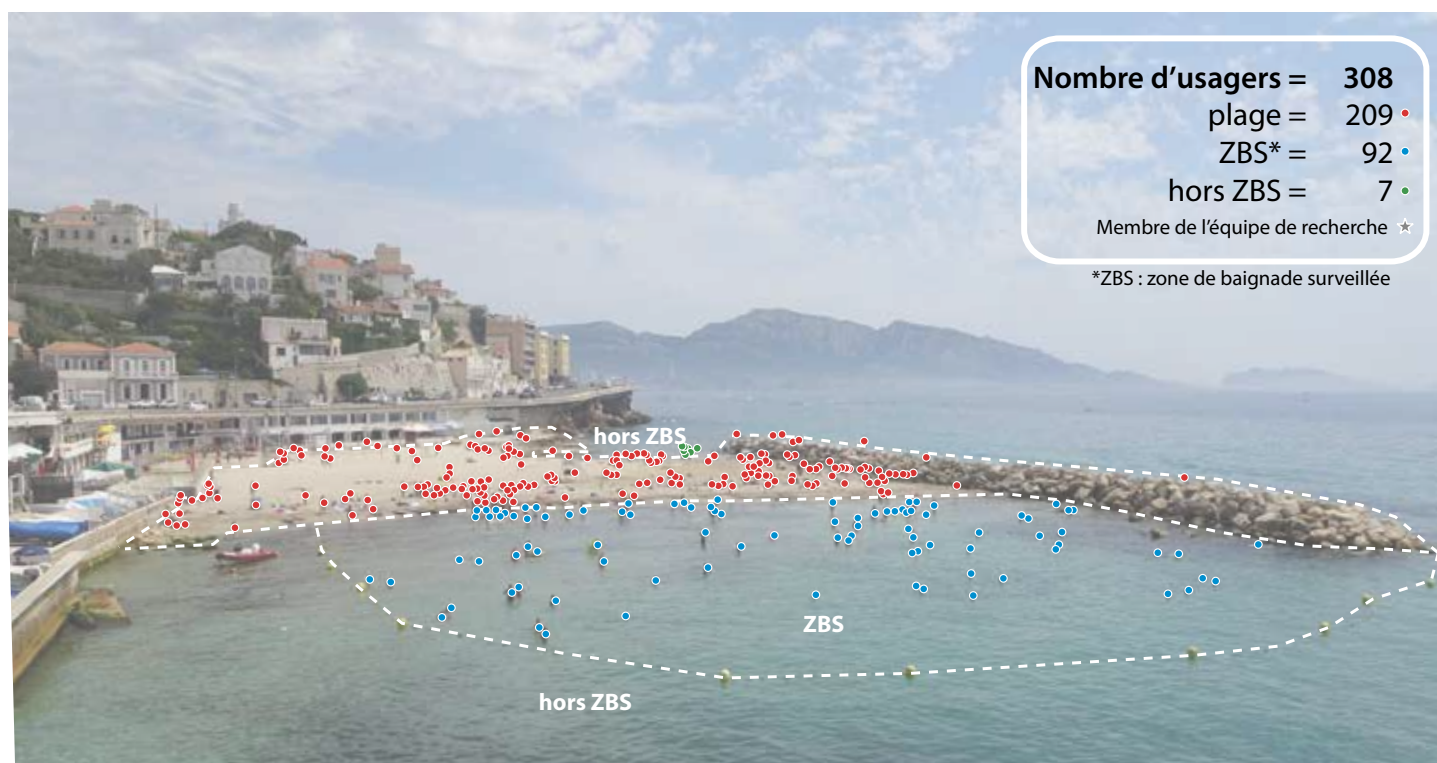 Nombre d’usagers = 308
plage = 209
ZBS* = 92
hors ZBS = 7
Membre de l’équipe de recherche
*ZBS : zone de baignade surveillée
hors ZBS
ZBS
hors ZBS